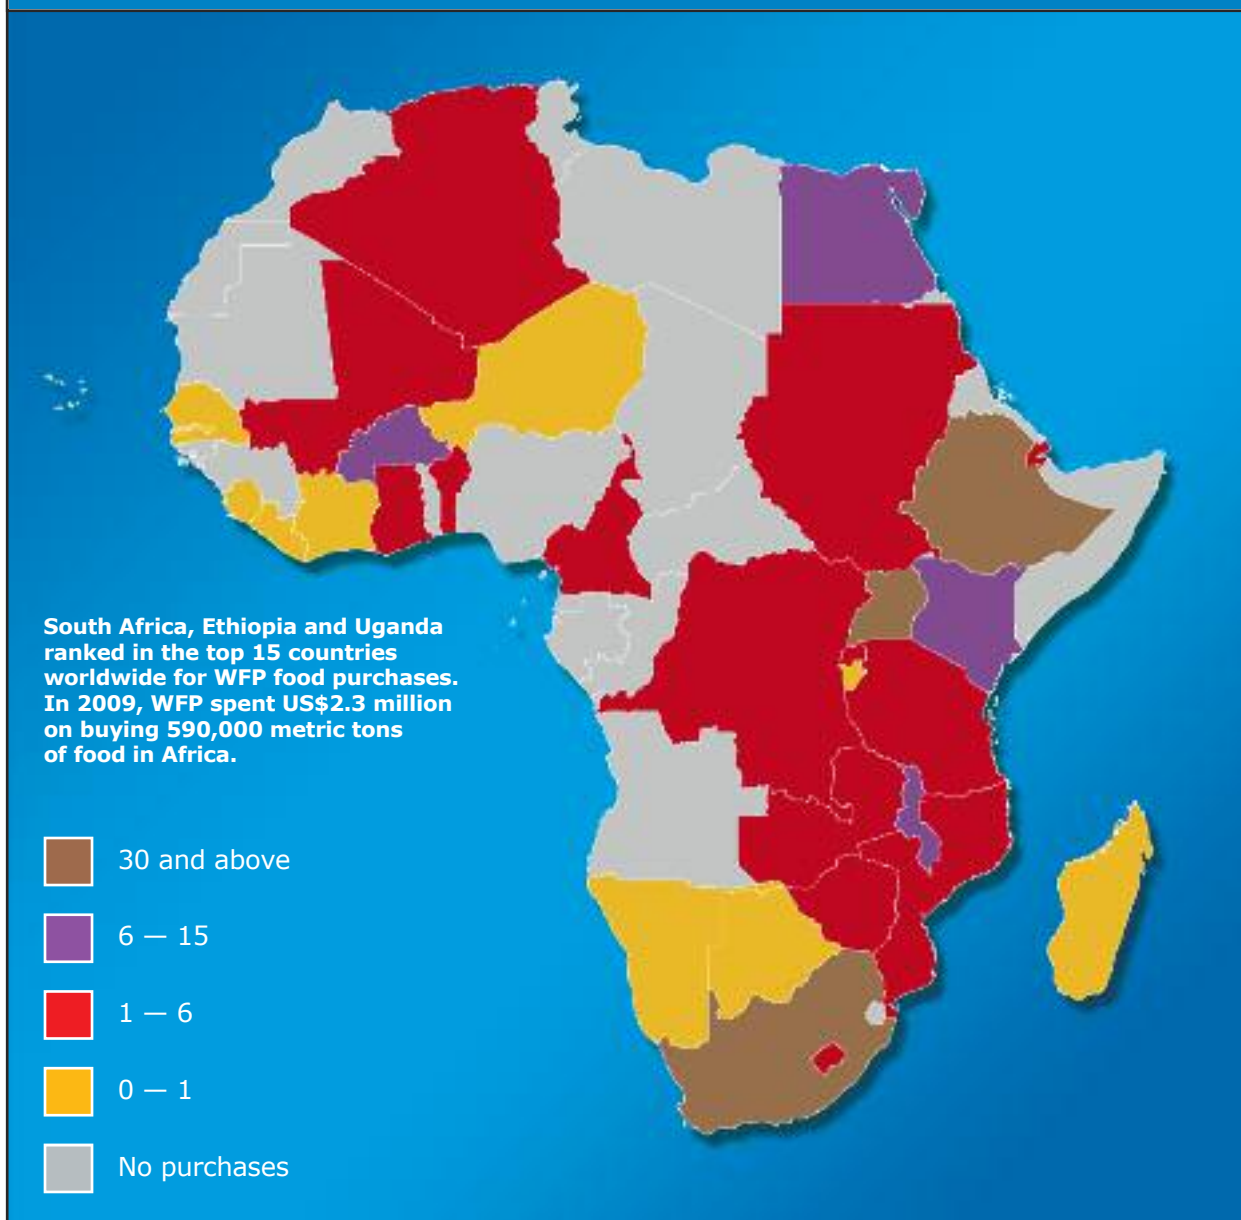 South Africa, Ethiopia and Uganda
ranked in the top 15 countries
worldwide for WFP food purchases.
In 2009, WFP spent US$2.3 million
on buying 590,000 metric tons
of food in Africa.
30 and above
6 — 15
1 — 6
0 — 1
No purchases